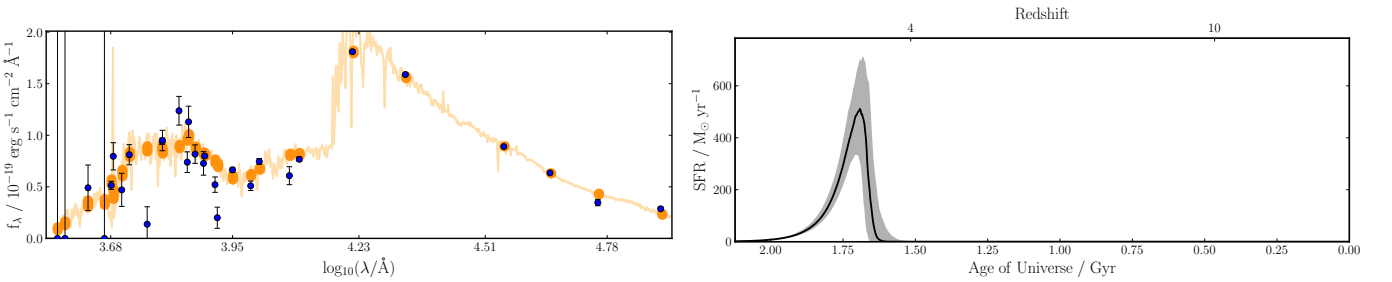 2.0
1.5
1.0
0.5
0.0
f_λ / 10⁻¹⁹ erg s⁻¹ cm⁻² Å⁻¹
3.68 3.95 4.23 4.51 4.78
log₁₀(λ/Å)
Redshift
4 10
600
400
200
0
SFR / M⊙ yr⁻¹
2.00 1.75 1.50 1.25 1.00 0.75 0.50 0.25 0.00
Age of Universe / Gyr